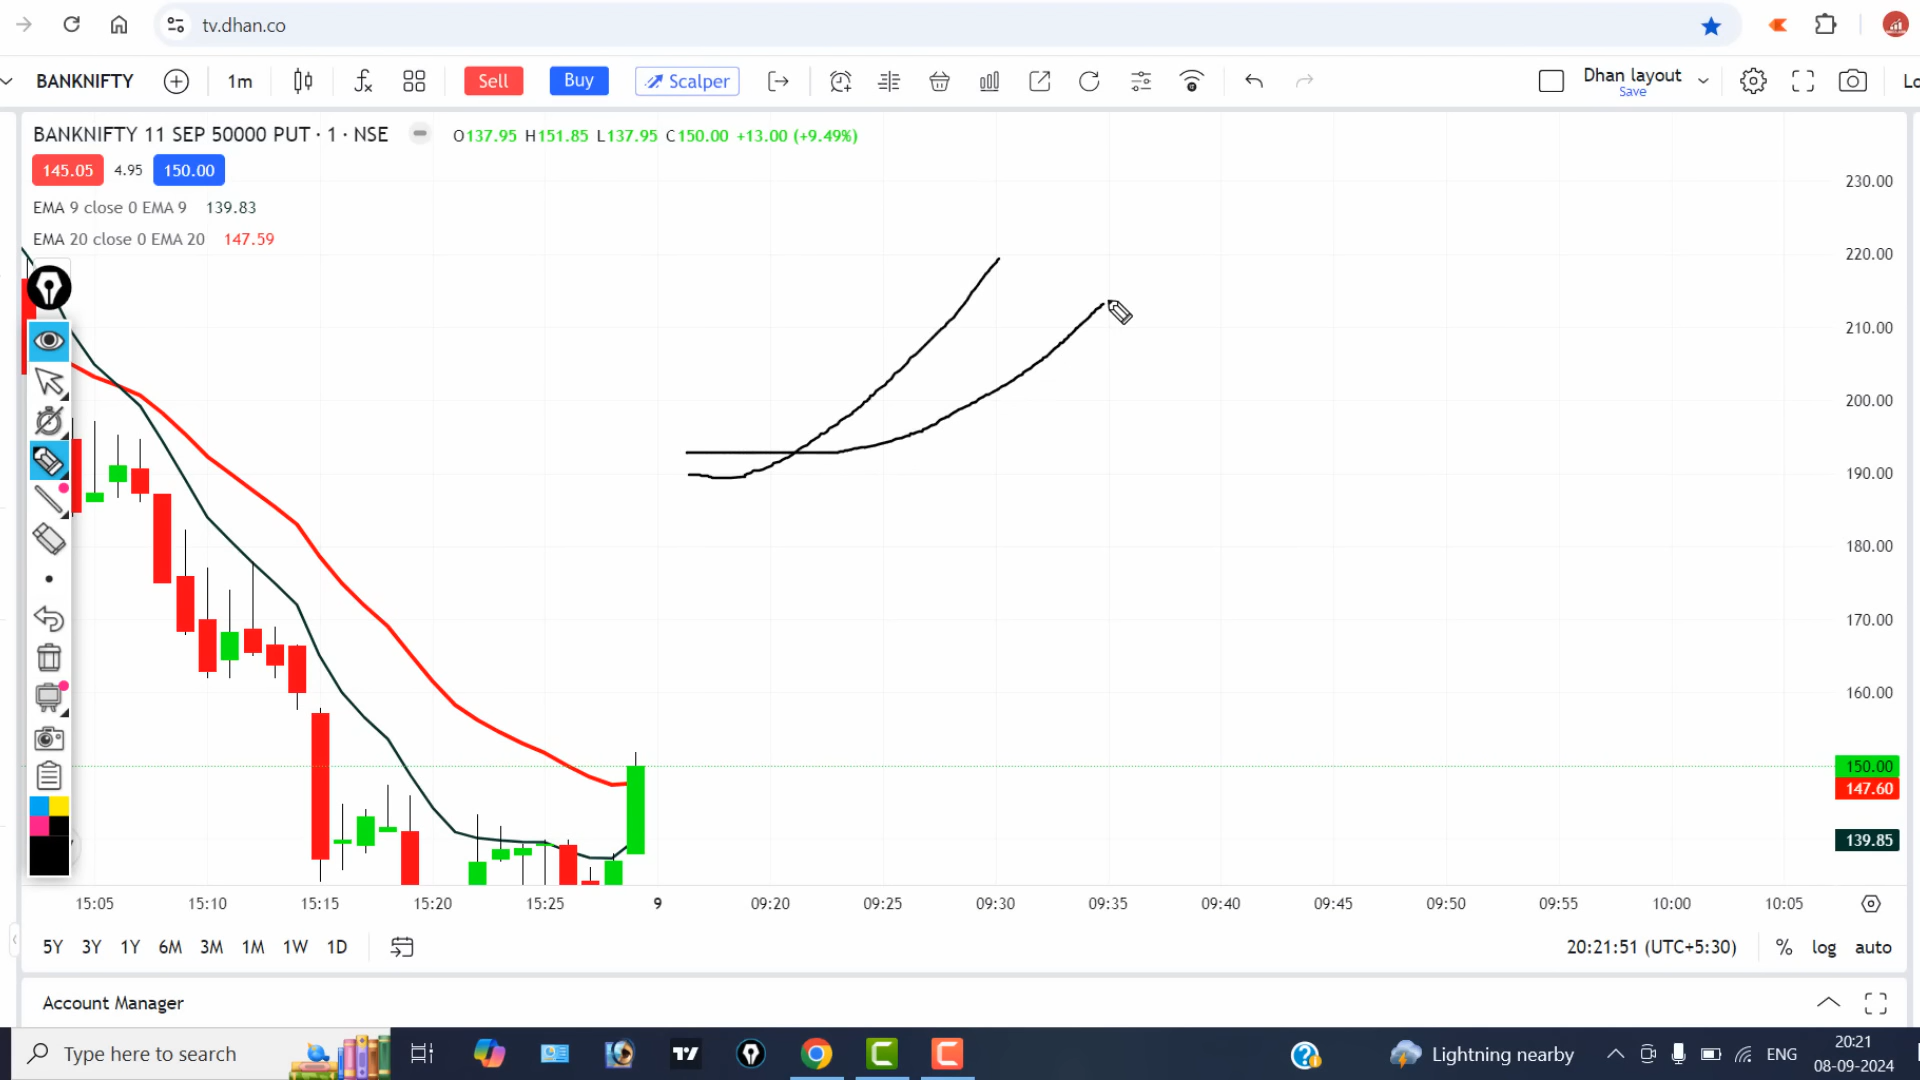 tv.dhan.co
BANKNIFTY 1m Sell Buy Scalper Dhan layout
Save
BANKNIFTY 11 SEP 50000 PUT · 1 · NSE O137.95 H151.85 L137.95 C150.00 +13.00 (+9.49%)
145.05 4.95 150.00
EMA 9 close 0 EMA 9 139.83
EMA 20 close 0 EMA 20 147.59
230.00
220.00
210.00
200.00
190.00
180.00
170.00
160.00
150.00
147.60
139.85
15:05 15:10 15:15 15:20 15:25 9 09:20 09:25 09:30 09:35 09:40 09:45 09:50 09:55 10:00 10:05
5Y 3Y 1Y 6M 3M 1M 1W 1D 20:21:51 (UTC+5:30) % log auto
Account Manager
Type here to search Lightning nearby ENG 20:21
08-09-2024